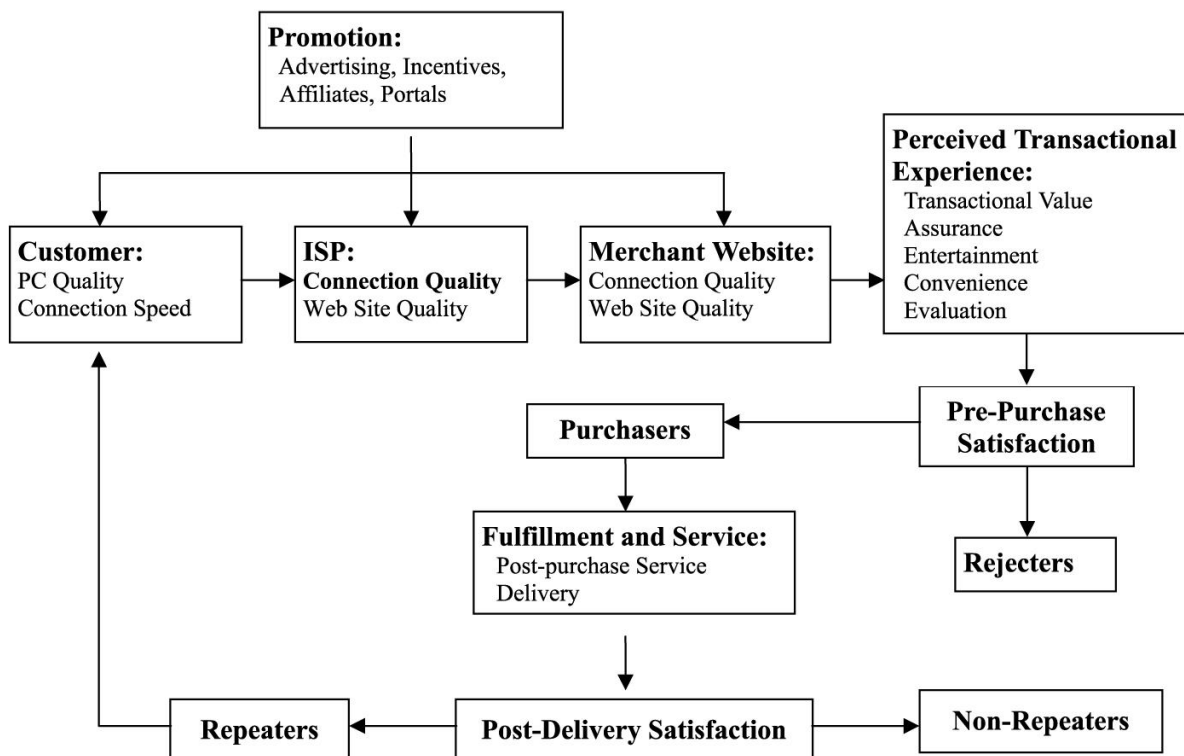 Promotion:
Advertising, Incentives,
Affiliates, Portals
Perceived Transactional
Experience:
Transactional Value
Assurance
Entertainment
Convenience
Evaluation
Customer:
PC Quality
Connection Speed
ISP:
Connection Quality
Web Site Quality
Merchant Website:
Connection Quality
Web Site Quality
Pre-Purchase
Satisfaction
Purchasers
Fulfillment and Service:
Post-purchase Service
Delivery
Rejecters
Repeaters
Post-Delivery Satisfaction
Non-Repeaters